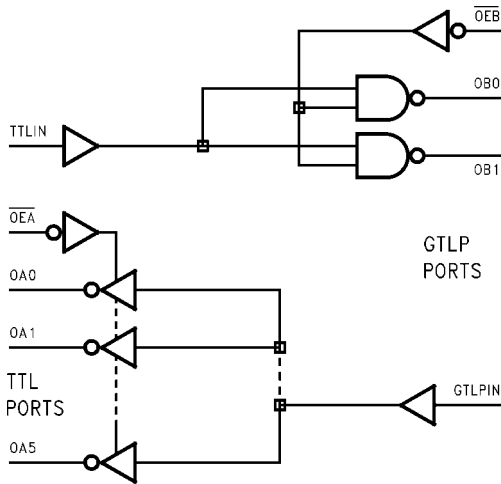 OEB
OB0
TTLIN
OB1
OEA
GTLP
PORTS
OA0
OA1
TTL
PORTS
GTLPIN
OA5